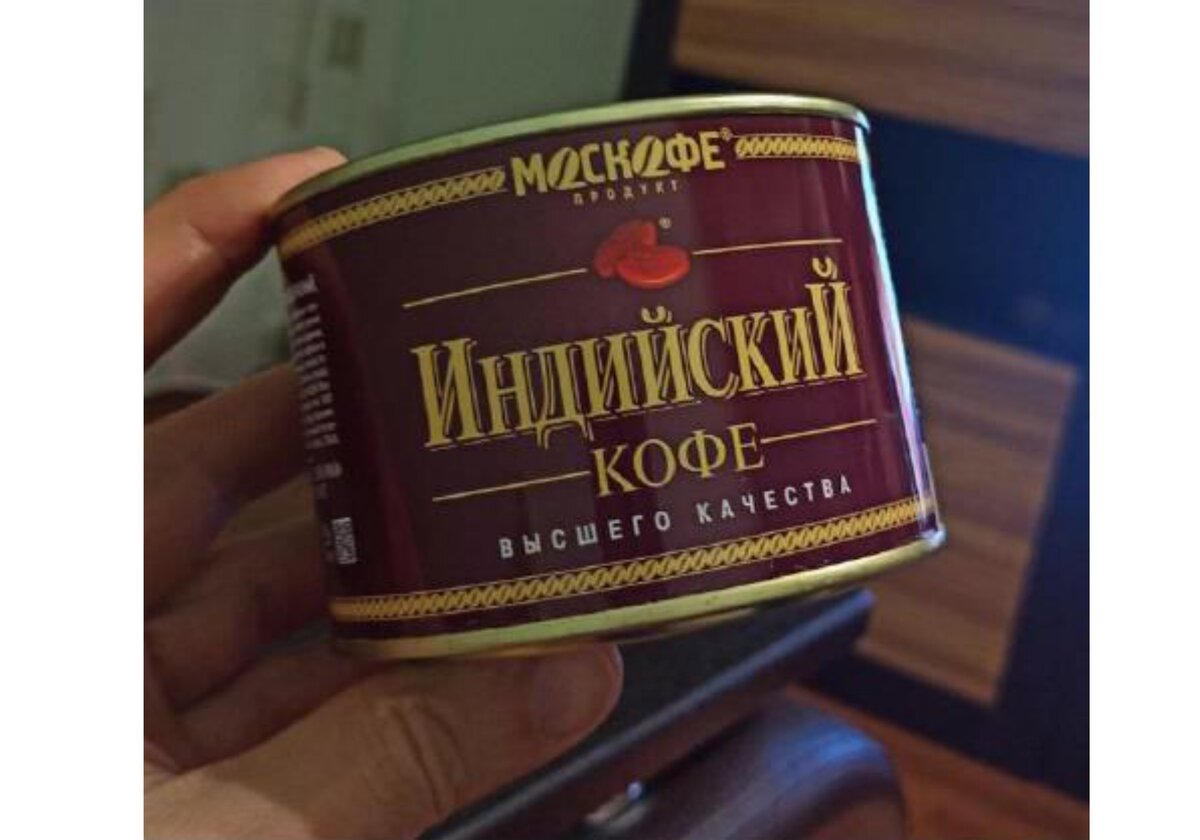 МОСКОФЕ®
ПРОДУКТ
®
ИНДИЙСКИЙ
КОФЕ
ВЫСШЕГО КАЧЕСТВА